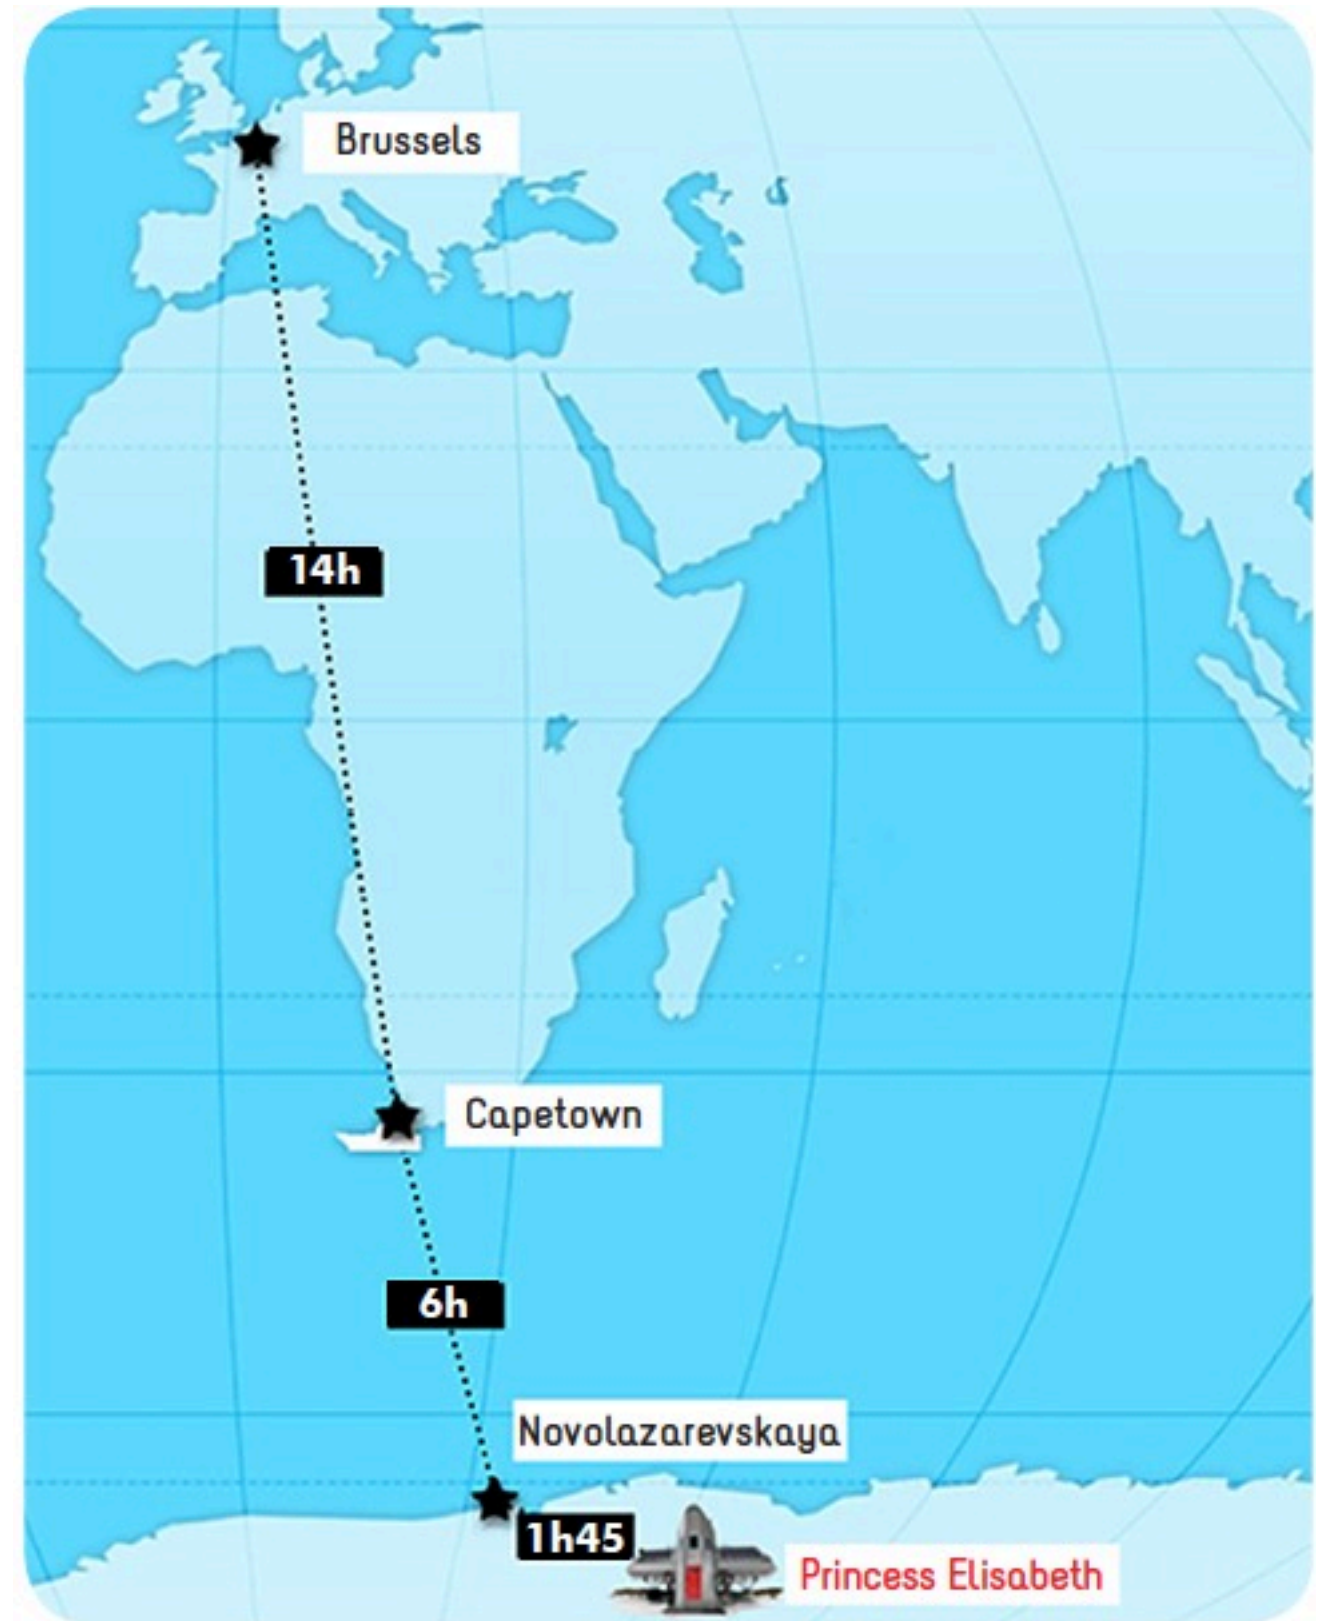 Brussels
14h
Capetown
6h
Novolazarevskaya
1h45
Princess Elisabeth